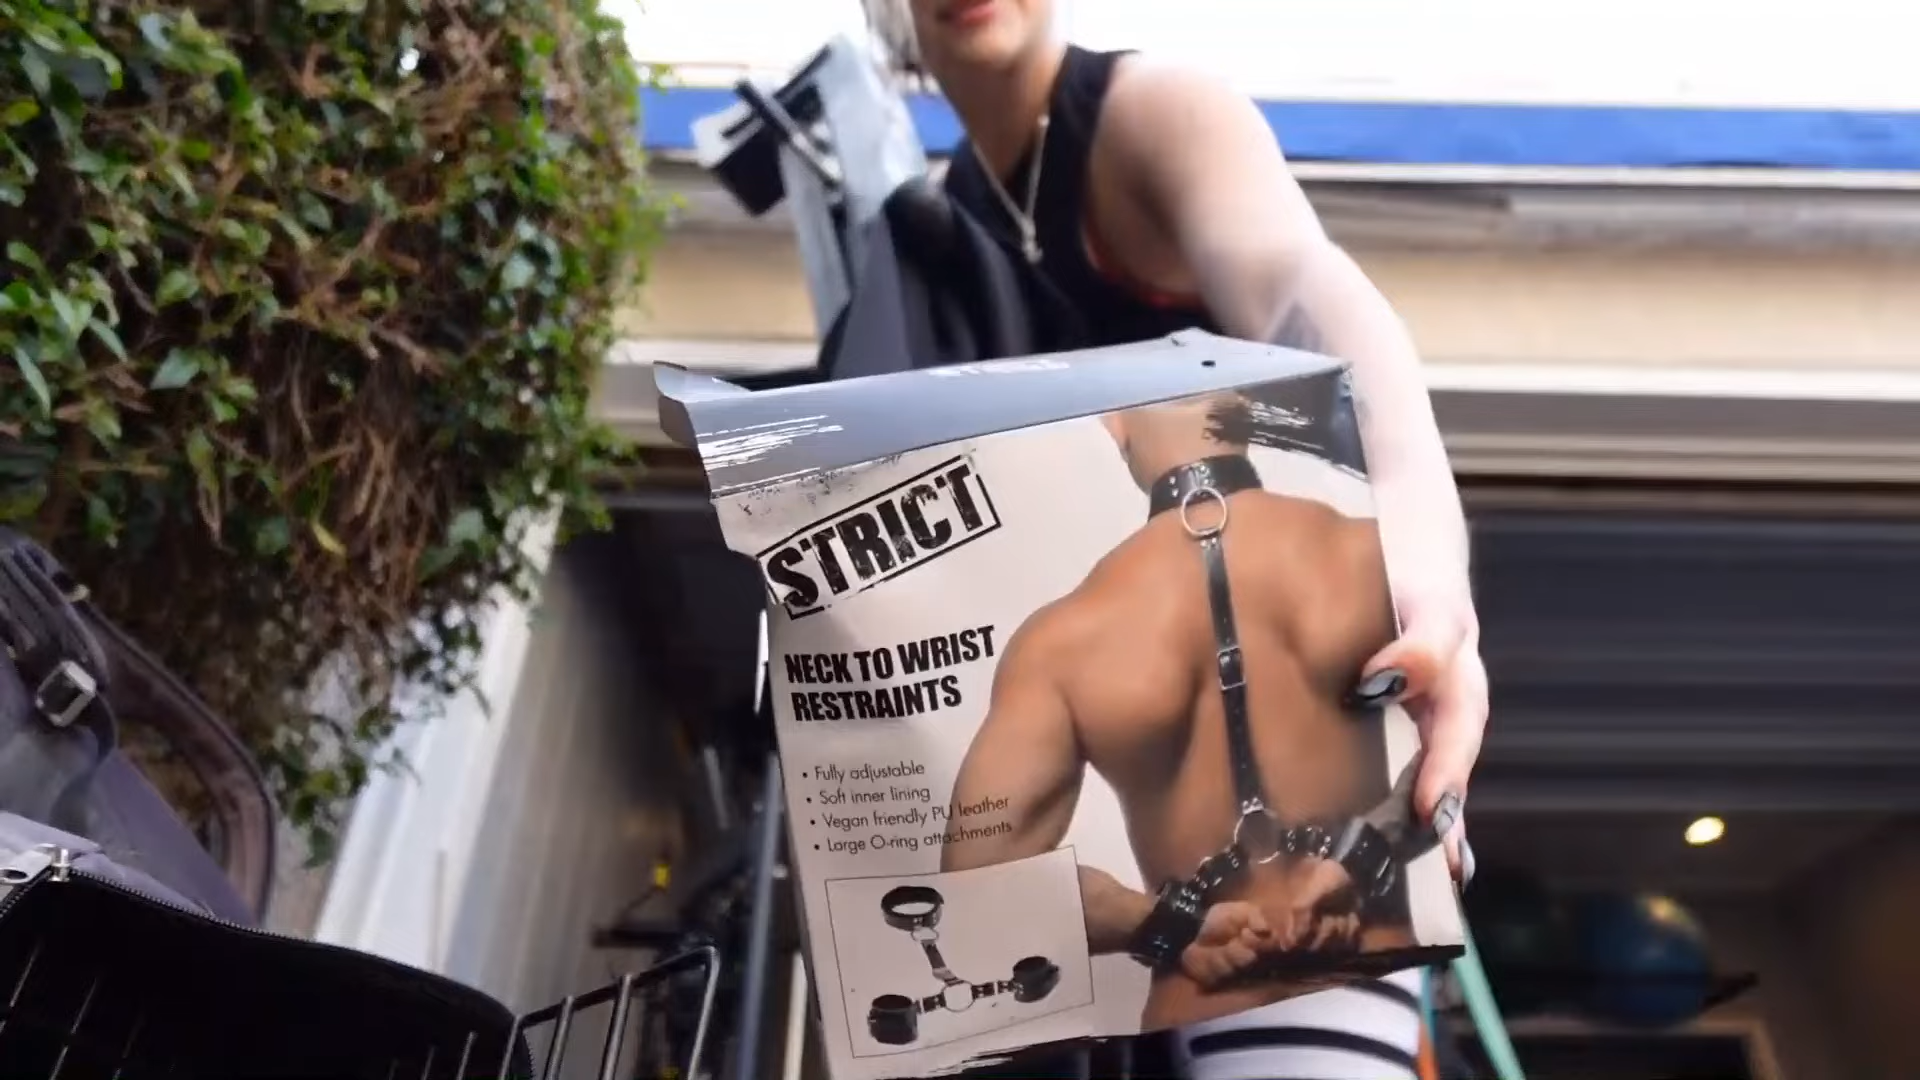 STRICT
NECK TO WRIST
RESTRAINTS
• Fully adjustable
• Soft inner lining
• Vegan friendly PU leather
• Large O-ring attachments